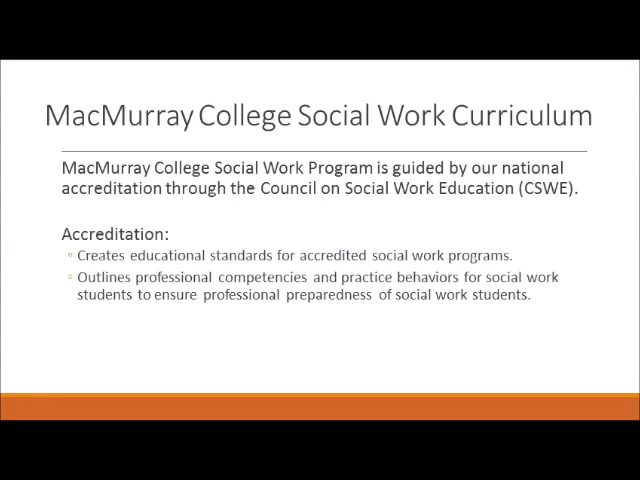 MacMurray College Social Work Curriculum
MacMurray College Social Work Program is guided by our national
accreditation through the Council on Social Work Education (CSWE).
Accreditation:
◦ Creates educational standards for accredited social work programs.
◦ Outlines professional competencies and practice behaviors for social work
students to ensure professional preparedness of social work students.